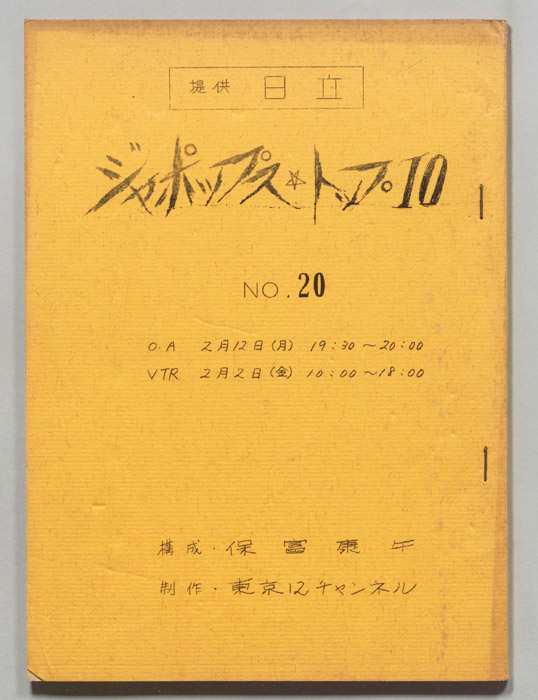 提供 日立
ジャポップス☆トップ10
NO.20
O.A 2月12日(月) 19:30～20:00
VTR 2月2日(金) 10:00～18:00
構成・保富康午
制作・東京12チャンネル